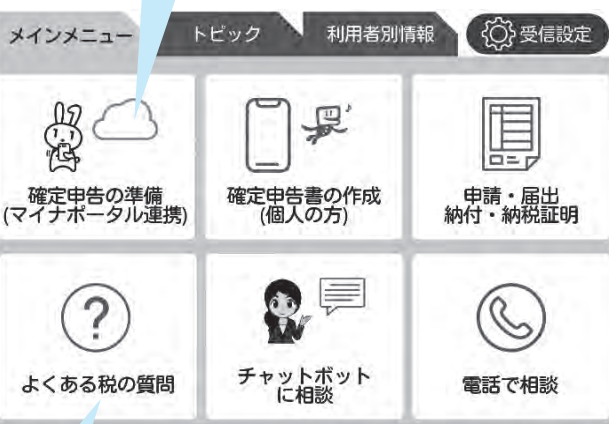 メインメニュー
トピック
利用者別情報
受信設定
確定申告の準備
(マイナポータル連携)
確定申告書の作成
(個人の方)
申請・届出
納付・納税証明
よくある税の質問
チャットボット
に相談
電話で相談